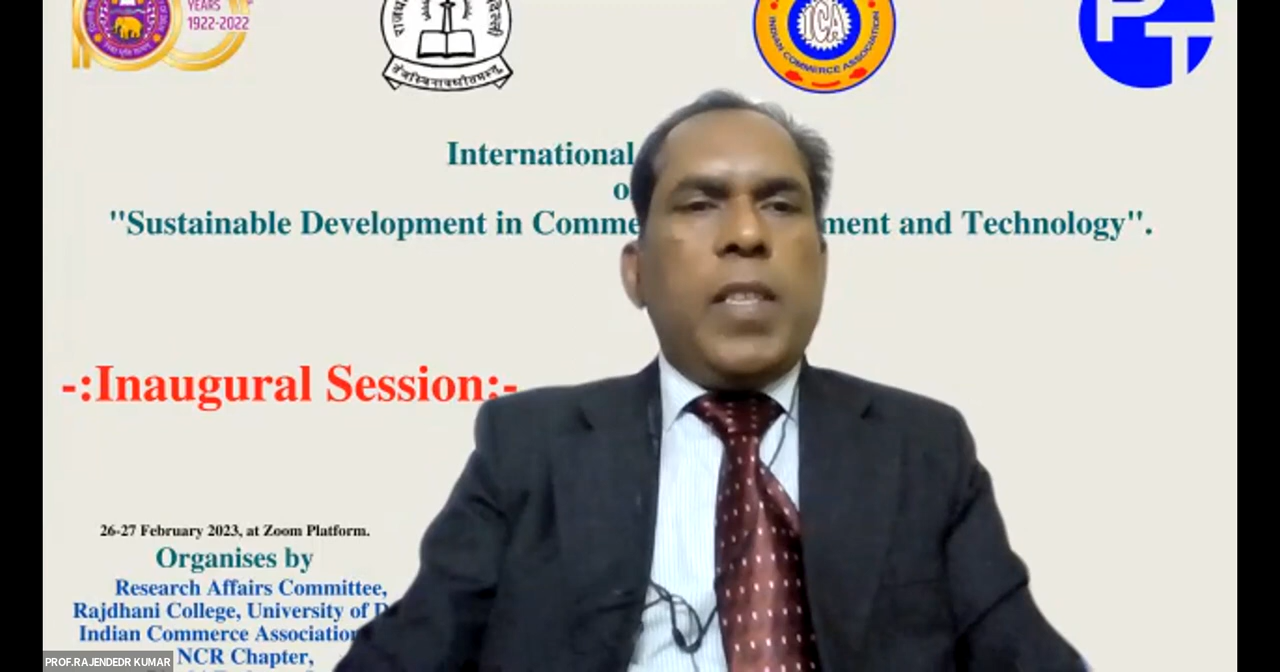 YEARS
1922-2022
ICA
INDIAN COMMERCE ASSOCIATION
PT
International
"Sustainable Development in Comme
ment and Technology".
-:Inaugural Session:-
26-27 February 2023, at Zoom Platform.
Organises by
Research Affairs Committee,
Rajdhani College, University of D
Indian Commerce Association
NCR Chapter,
PROF.RAJENDEDR KUMAR